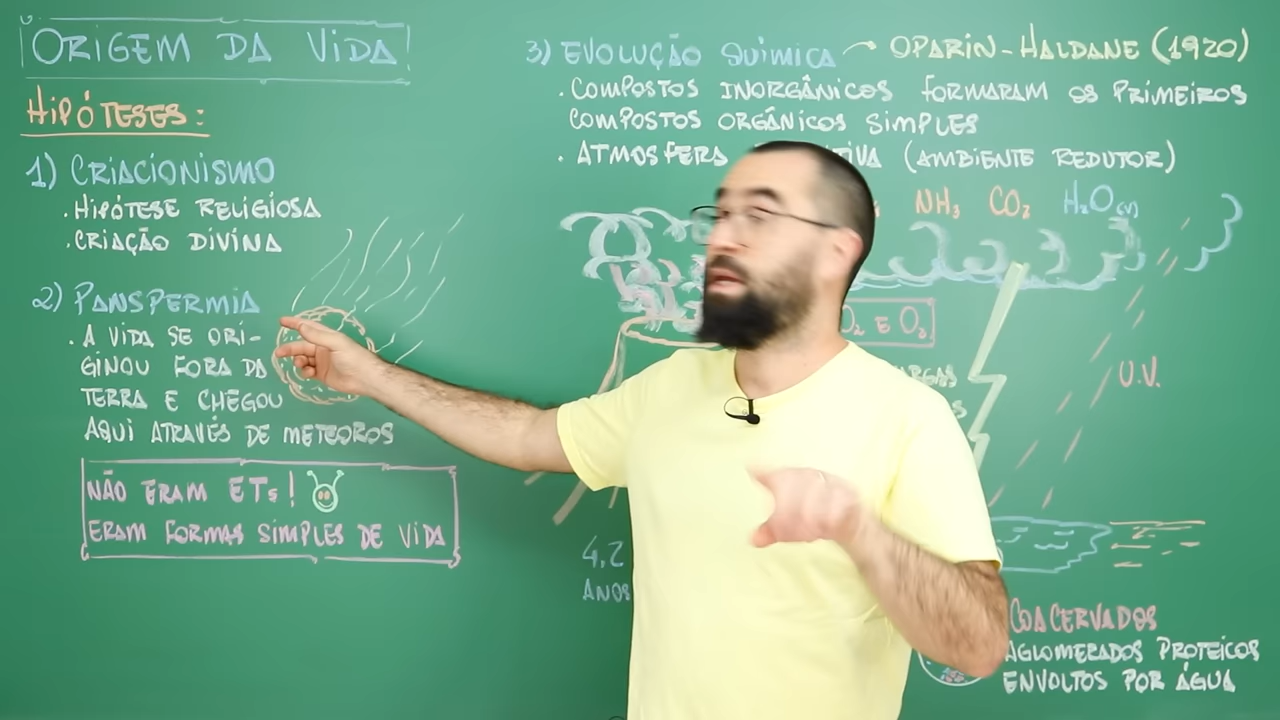 ORIGEM DA VIDA
HIPÓTESES:
1) CRIACIONISMO
. HIPÓTESE RELIGIOSA
. CRIAÇÃO DIVINA
2) PANSPERMIA
. A VIDA SE ORI-
GINOU FORA DA
TERRA E CHEGOU
AQUI ATRAVÉS DE METEOROS
NÃO ERAM ETs!
ERAM FORMAS SIMPLES DE VIDA
3) EVOLUÇÃO QUÍMICA OPARIN-HALDANE (1920)
. COMPOSTOS INORGÂNICOS FORMARAM OS PRIMEIROS
COMPOSTOS ORGÂNICOS SIMPLES
. ATMOSFERA (AMBIENTE REDUTOR)
NH₃ CO₂ H₂O(v)
O₂ E O₃
U.V.
4,2
ANOS
COACERVADOS
AGLOMERADOS PROTEICOS
ENVOLTOS POR ÁGUA